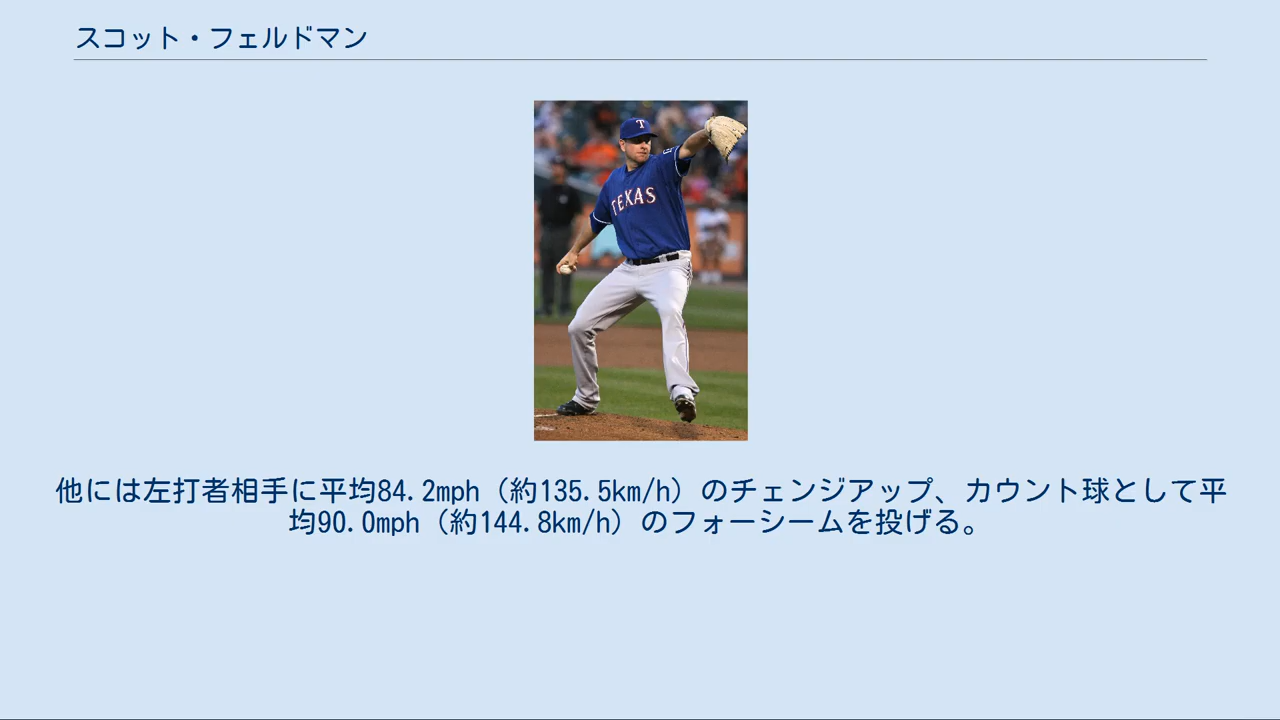 スコット・フェルドマン
T
TEXAS
他には左打者相手に平均84.2mph（約135.5km/h）のチェンジアップ、カウント球として平
均90.0mph（約144.8km/h）のフォーシームを投げる。